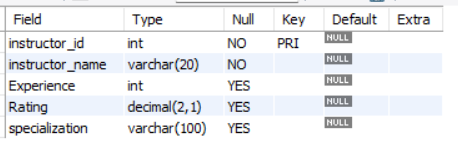 Field Type Null Key Default Extra
instructor_id int NO PRI NULL
instructor_name varchar(20) NO NULL
Experience int YES NULL
Rating decimal(2,1) YES NULL
specialization varchar(100) YES NULL